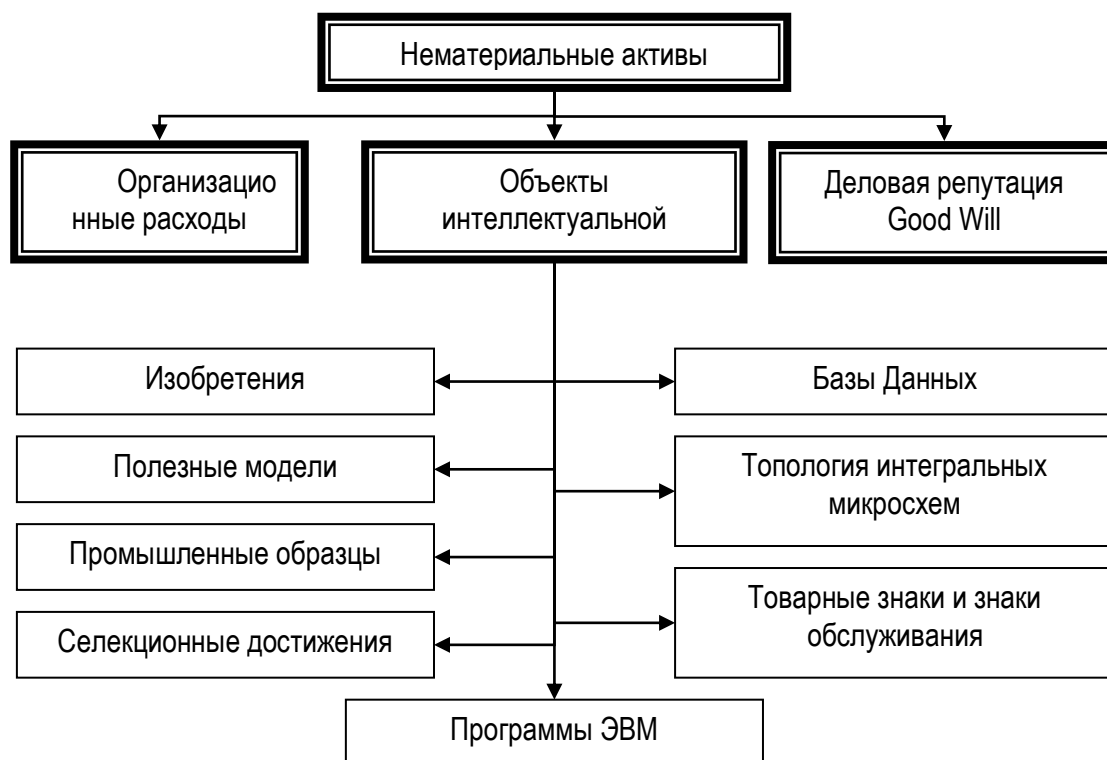 Нематериальные активы
Организацио
нные расходы
Объекты
интеллектуальной
Деловая репутация
Good Will
Изобретения
Базы Данных
Полезные модели
Топология интегральных
микросхем
Промышленные образцы
Товарные знаки и знаки
обслуживания
Селекционные достижения
Программы ЭВМ